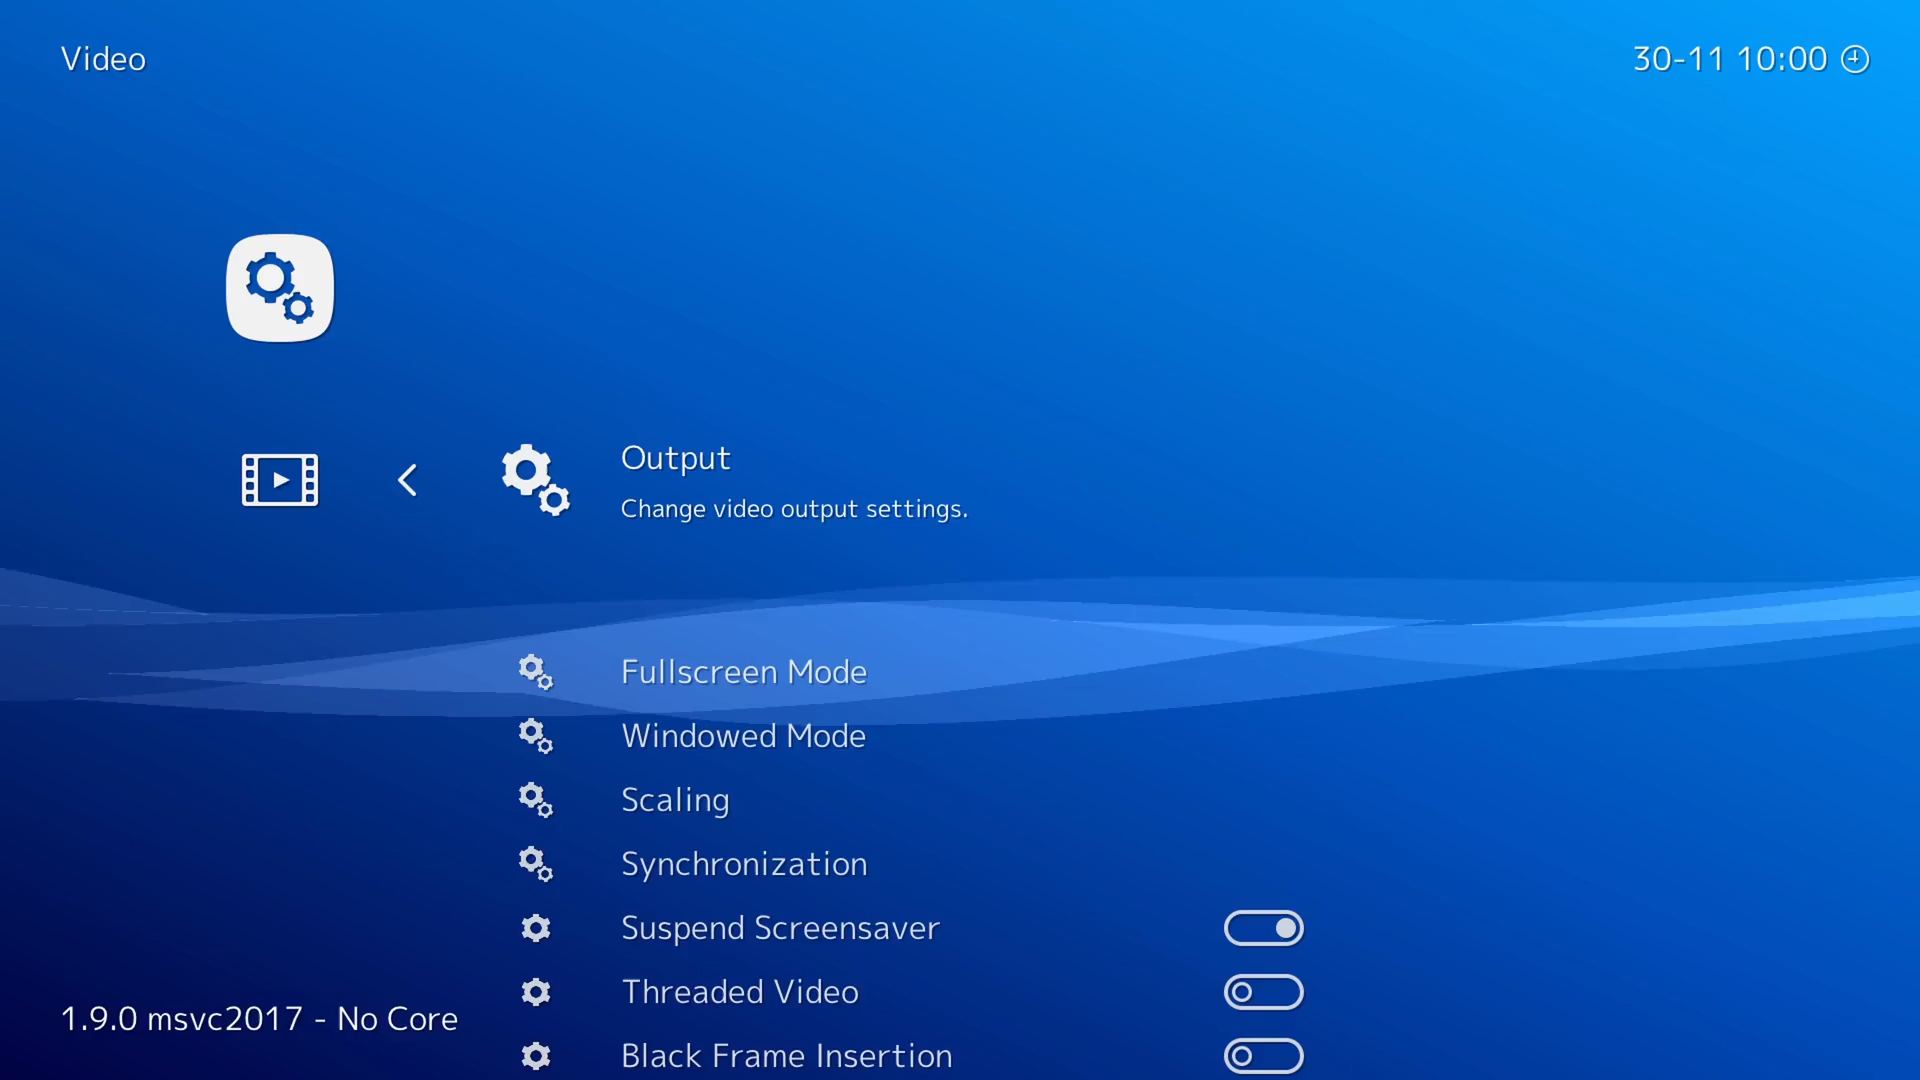 Video
30-11 10:00
Output
Change video output settings.
Fullscreen Mode
Windowed Mode
Scaling
Synchronization
Suspend Screensaver
Threaded Video
Black Frame Insertion
1.9.0 msvc2017 - No Core